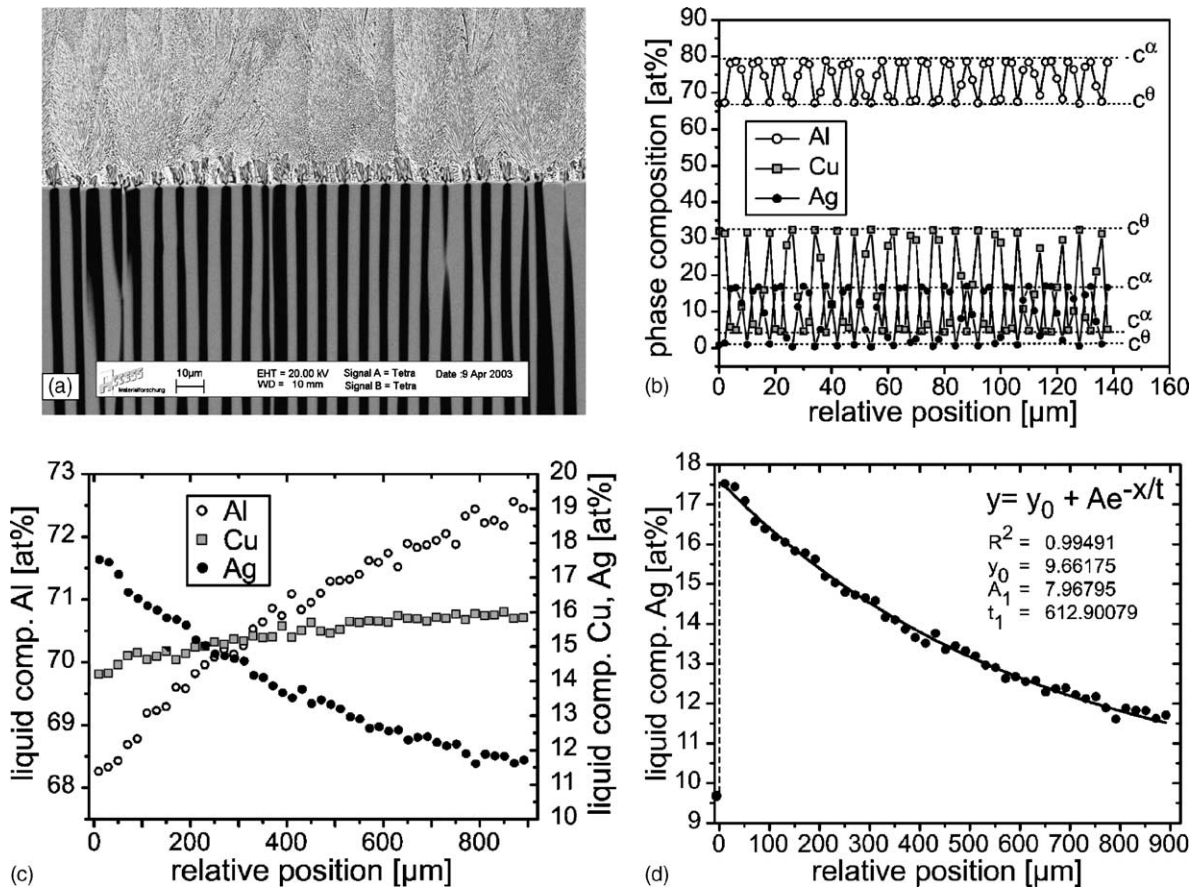 (a)
Access
Materialforschung
10µm
EHT = 20.00 kV
WD = 10 mm
Signal A = Tetra
Signal B = Tetra
Date :9 Apr 2003
(b)
phase composition [at%]
90
80
70
60
50
40
30
20
10
0
Al
Cu
Ag
c^α
c^θ
c^θ
c^α
c^α
c^θ
0 20 40 60 80 100 120 140 160
relative position [µm]
(c)
liquid comp. Al [at%]
73
72
71
70
69
68
Al
Cu
Ag
20
19
18
17
16
15
14
13
12
11
10
liquid comp. Cu, Ag [at%]
0 200 400 600 800
relative position [µm]
(d)
liquid comp. Ag [at%]
18
17
16
15
14
13
12
11
10
9
y= y₀ + Ae^-x/t
R² = 0.99491
y₀ = 9.66175
A₁ = 7.96795
t₁ = 612.90079
0 100 200 300 400 500 600 700 800 900
relative position [µm]